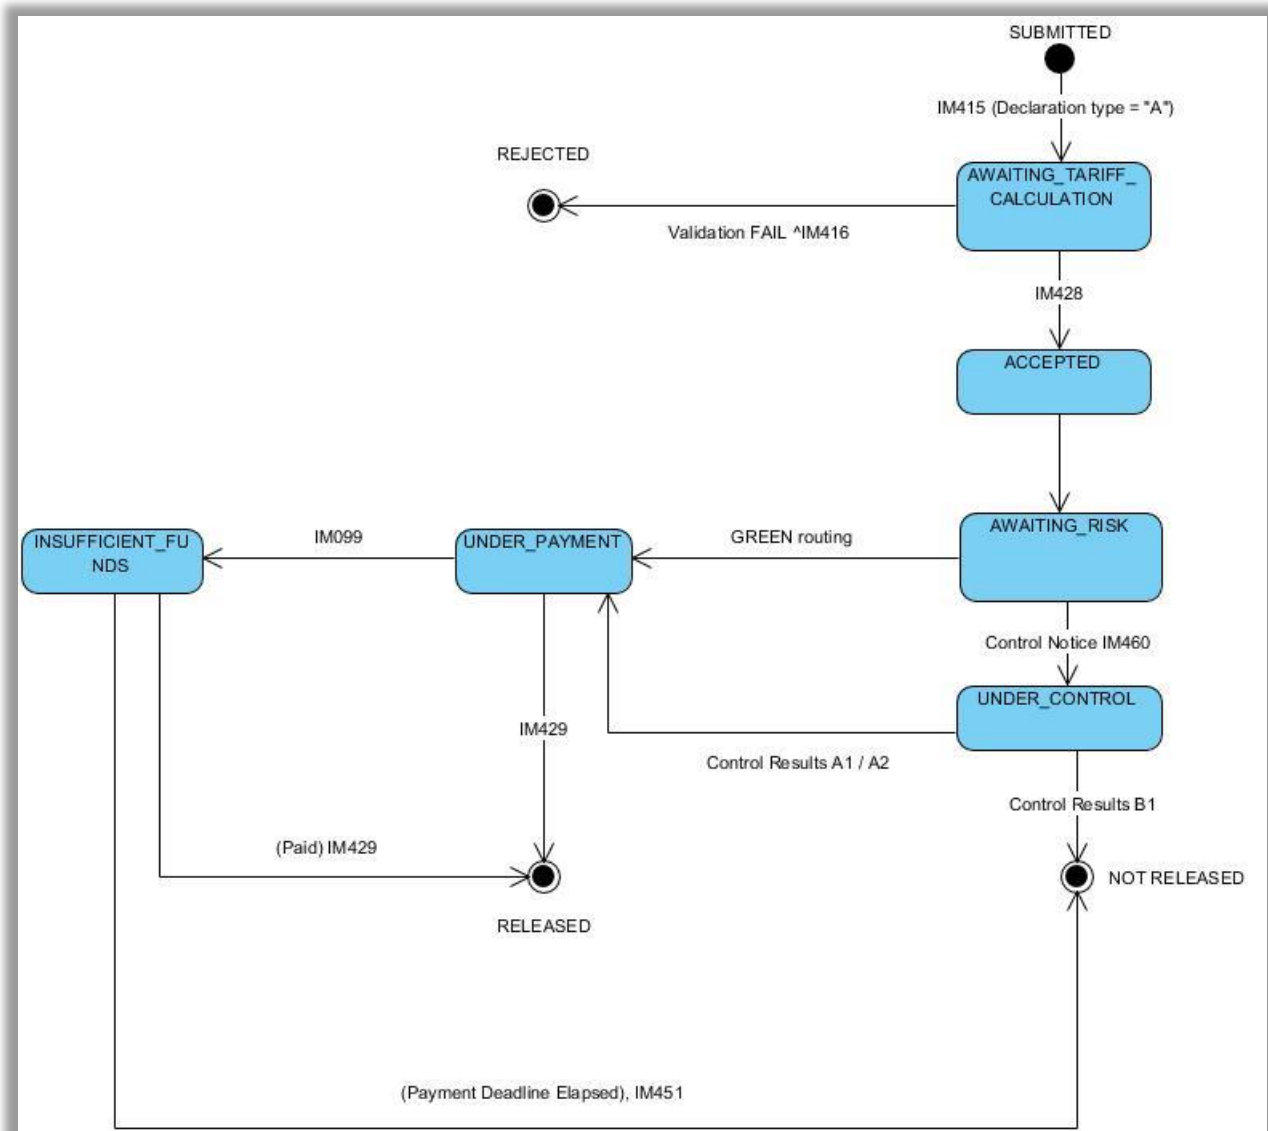 SUBMITTED
IM415 (Declaration type = "A")
REJECTED
AWAITING_TARIFF_
CALCULATION
Validation FAIL ^IM416
IM428
ACCEPTED
INSUFFICIENT_FU
NDS
IM099
UNDER_PAYMENT
GREEN routing
AWAITING_RISK
Control Notice IM460
UNDER_CONTROL
IM429
Control Results A1 / A2
Control Results B1
(Paid) IM429
NOT RELEASED
RELEASED
(Payment Deadline Elapsed), IM451